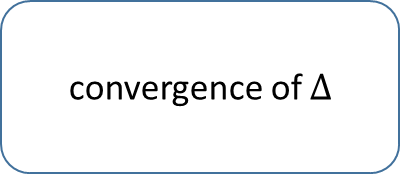 convergence of Δ